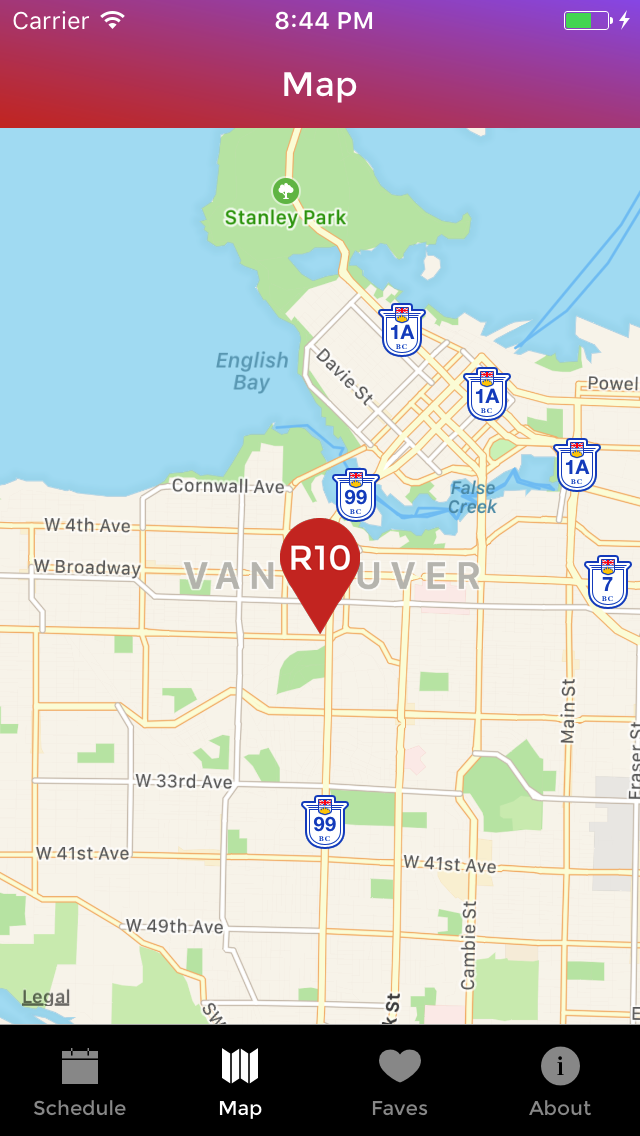 Carrier 8:44 PM
Map
Stanley Park
1A
BC
English
Bay
Davie St
1A
BC
Powel
1A
BC
Cornwall Ave
99
BC
False
Creek
W 4th Ave
R10
W Broadway
VAN UVER
7
BC
Main St
Fraser St
W 33rd Ave
99
BC
W 41st Ave
W 41st Ave
W 49th Ave
Cambie St
Legal
SW
k St
E
Schedule
Map
Faves
About